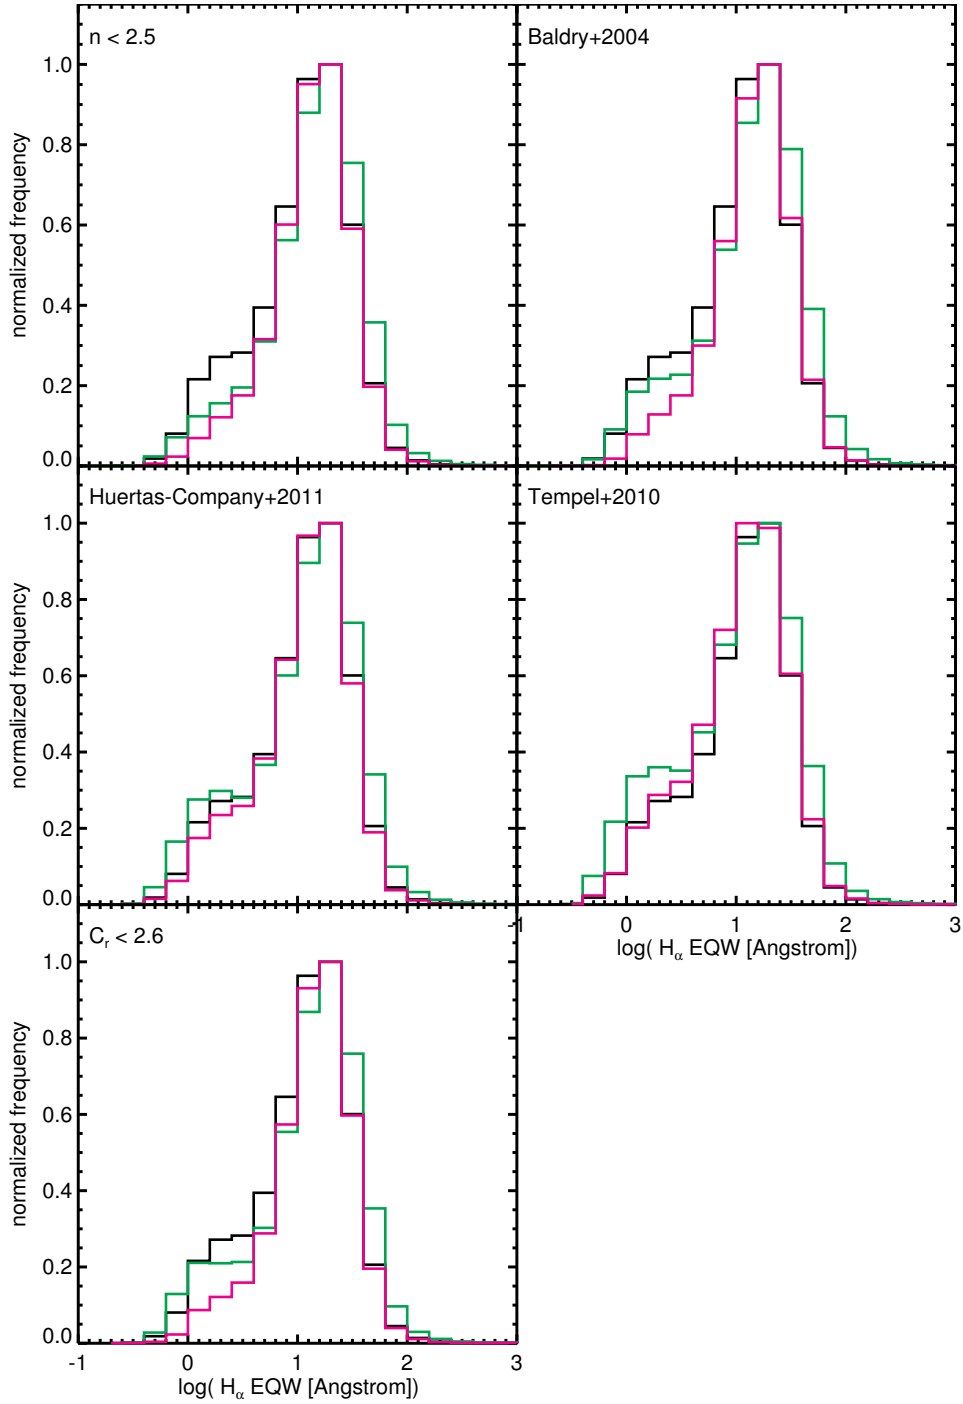 n < 2.5
Baldry+2004
1.0
0.8
0.6
0.4
0.2
0.0
normalized frequency
Huertas-Company+2011
Tempel+2010
1.0
0.8
0.6
0.4
0.2
0.0
normalized frequency
-1 0 1 2 3
log( Hα EQW [Angstrom])
Cr < 2.6
1.0
0.8
0.6
0.4
0.2
0.0
normalized frequency
-1 0 1 2 3
log( Hα EQW [Angstrom])